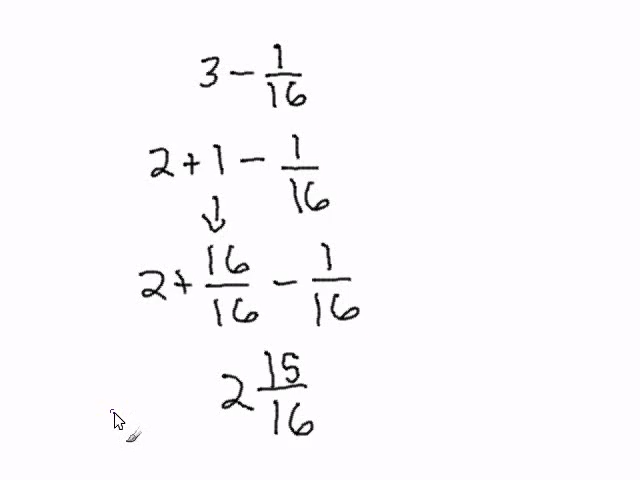 3 - 1/16
2 + 1 - 1/16
↓
2 + 16/16 - 1/16
2 15/16